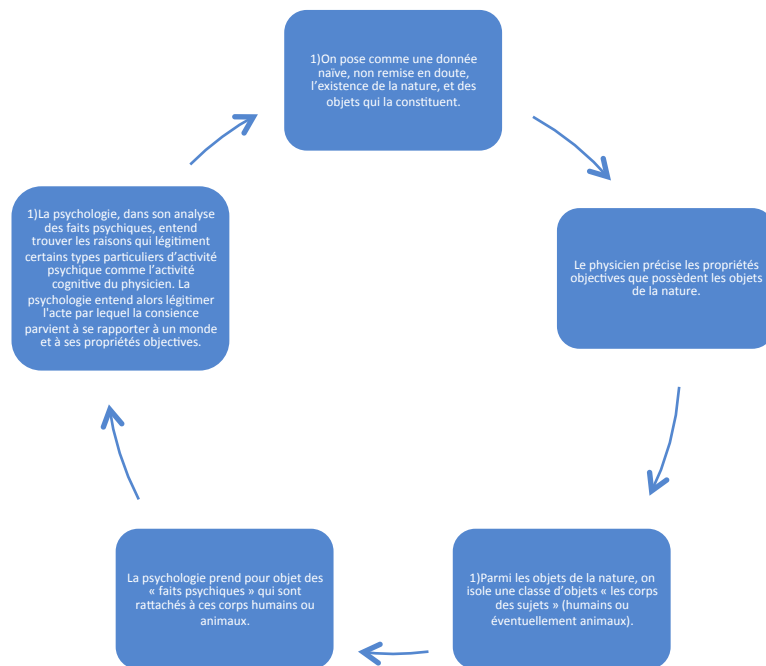 1)On pose comme une donnée
naïve, non remise en doute,
l'existence de la nature, et des
objets qui la constituent.
Le physicien précise les propriétés
objectives que possèdent les objets
de la nature.
1)Parmi les objets de la nature, on
isole une classe d'objets « les corps
des sujets » (humains ou
éventuellement animaux).
La psychologie prend pour objet des
« faits psychiques » qui sont
rattachés à ces corps humains ou
animaux.
1)La psychologie, dans son analyse
des faits psychiques, entend
trouver les raisons qui légitiment
certains types particuliers d'activité
psychique comme l'activité
cognitive du physicien. La
psychologie entend alors légitimer
l'acte par lequel la consience
parvient à se rapporter à un monde
et à ses propriétés objectives.